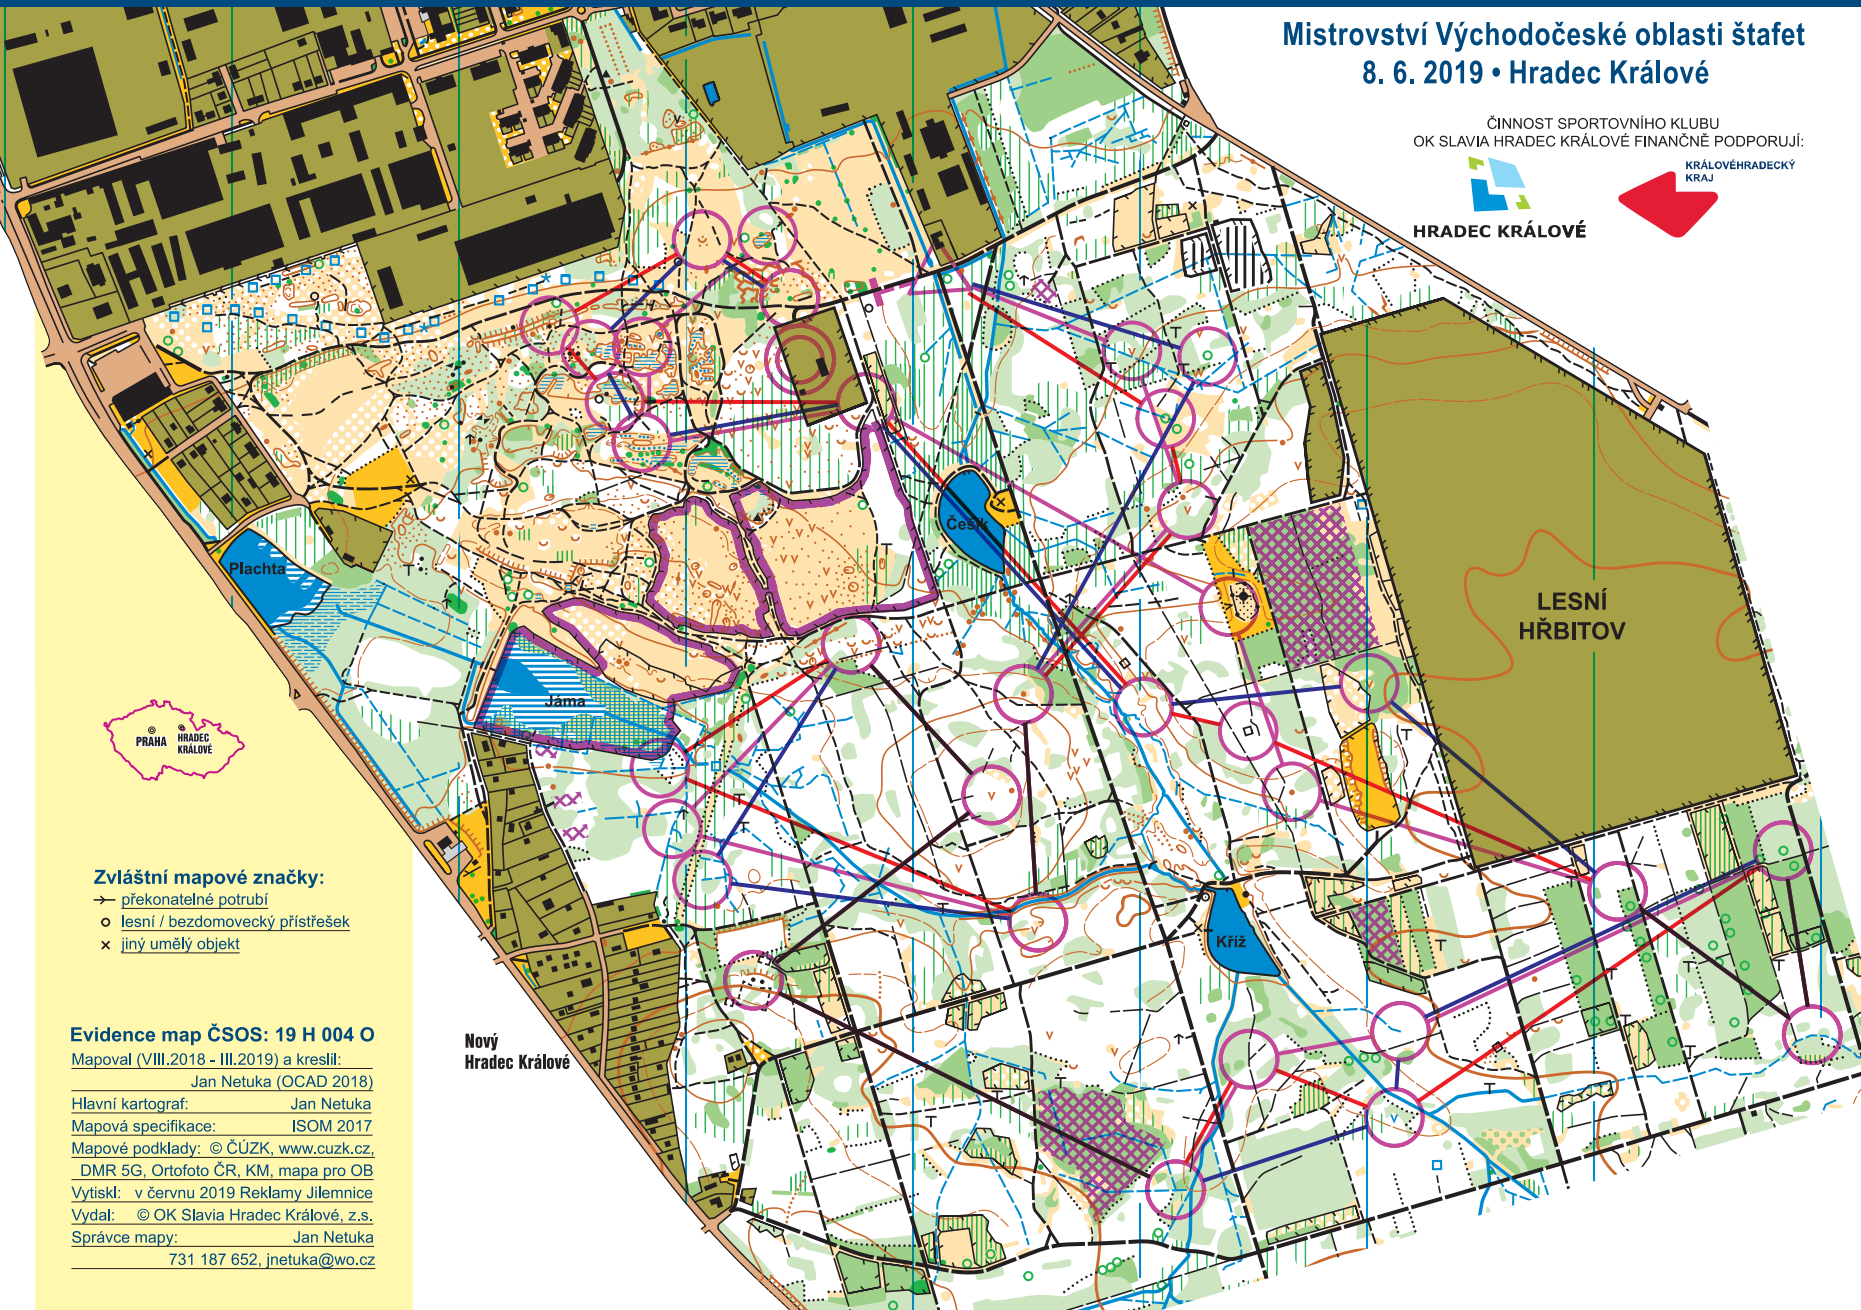 Mistrovství Východočeské oblasti štafet
8. 6. 2019 • Hradec Králové
ČINNOST SPORTOVNÍHO KLUBU
OK SLAVIA HRADEC KRÁLOVÉ FINANČNĚ PODPORUJÍ:
HRADEC KRÁLOVÉ
KRÁLOVÉHRADECKÝ
KRAJ
Češík
Plachta
LESNÍ
HŘBITOV
Jáma
PRAHA
HRADEC
KRÁLOVÉ
Kříž
Nový
Hradec Králové
Zvláštní mapové značky:
překonatelné potrubí
lesní / bezdomovecký přístřešek
jiný umělý objekt
Evidence map ČSOS: 19 H 004 O
Mapoval (VIII.2018 - III.2019) a kreslil:
Jan Netuka (OCAD 2018)
Hlavní kartograf: Jan Netuka
Mapová specifikace: ISOM 2017
Mapové podklady: © ČÚZK, www.cuzk.cz,
DMR 5G, Ortofoto ČR, KM, mapa pro OB
Vytiskl: v červnu 2019 Reklamy Jilemnice
Vydal: © OK Slavia Hradec Králové, z.s.
Správce mapy: Jan Netuka
731 187 652, jnetuka@wo.cz